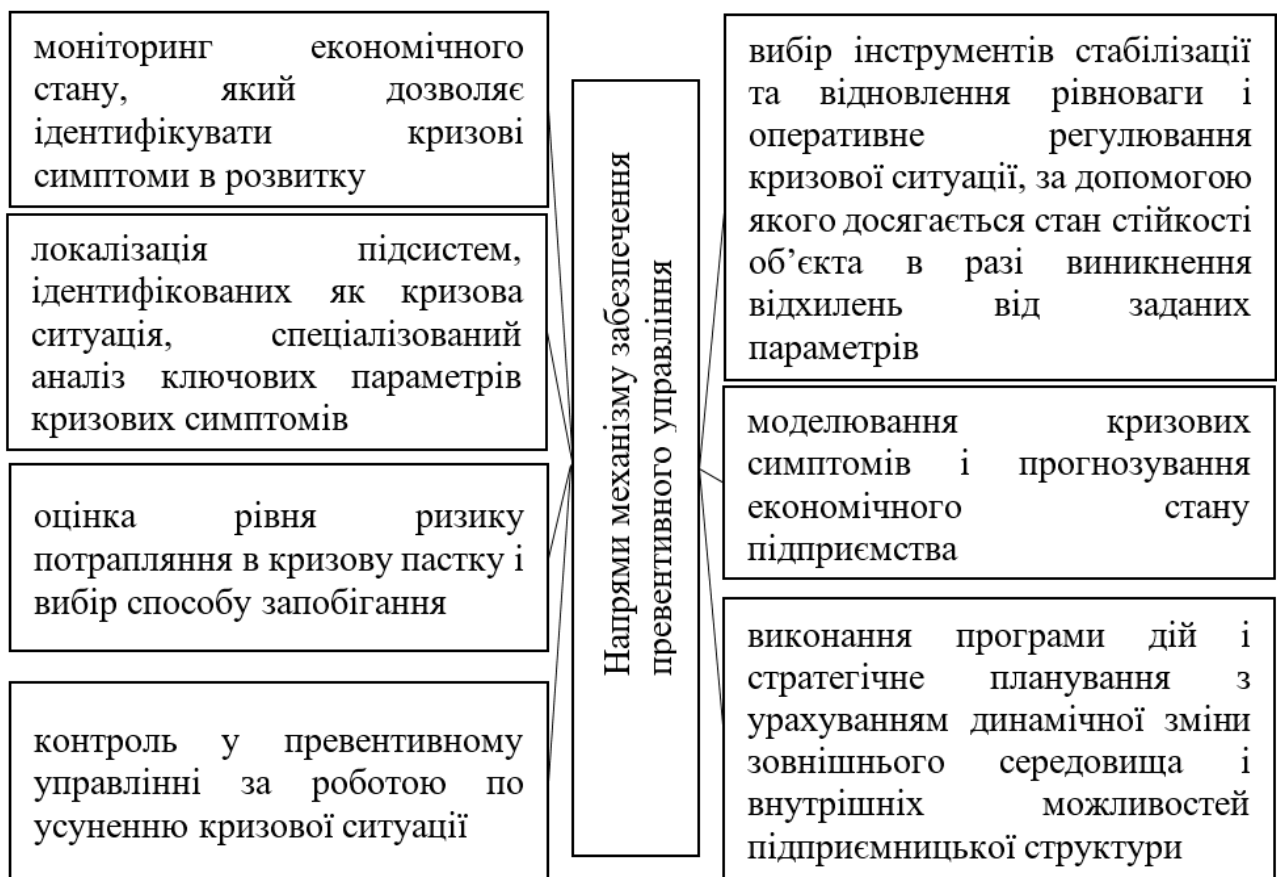 моніторинг економічного
стану, який дозволяє
ідентифікувати кризові
симптоми в розвитку
локалізація підсистем,
ідентифікованих як кризова
ситуація, спеціалізований
аналіз ключових параметрів
кризових симптомів
оцінка рівня ризику
потрапляння в кризову пастку і
вибір способу запобігання
контроль у превентивному
управлінні за роботою по
усуненню кризової ситуації
Напрями механізму забезпечення
превентивного управління
вибір інструментів стабілізації
та відновлення рівноваги і
оперативне регулювання
кризової ситуації, за допомогою
якого досягається стан стійкості
об’єкта в разі виникнення
відхилень від заданих
параметрів
моделювання кризових
симптомів і прогнозування
економічного стану
підприємства
виконання програми дій і
стратегічне планування з
урахуванням динамічної зміни
зовнішнього середовища і
внутрішніх можливостей
підприємницької структури